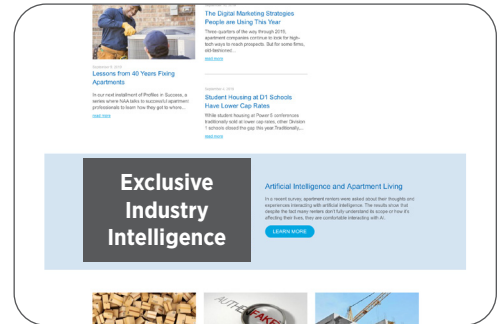 The Digital Marketing Strategies
People are Using This Year
Three-quarters of the way through 2019,
apartment companies continue to look for high-
tech ways to reach prospects. But for some firms,
old-fashioned...
read more
Lessons from 40 Years Fixing
Apartments
In our next installment of Profiles in Success, a
series where NAA talks to successful apartment
professionals to learn how they got to where...
read more
Student Housing at D1 Schools
Have Lower Cap Rates
While student housing at Power 5 conferences
traditionally sold at lower cap rates, other Division
1 schools closed the gap this year Traditionally,...
read more
Exclusive
Industry
Intelligence
Artificial Intelligence and Apartment Living
In a recent survey, apartment renters were asked about their thoughts and
experiences interacting with artificial intelligence. The results show that
despite the fact many renters don't fully understand its scope or how it's
affecting their lives, they are comfortable interacting with AI.
LEARN MORE
AUTHE
FAKE